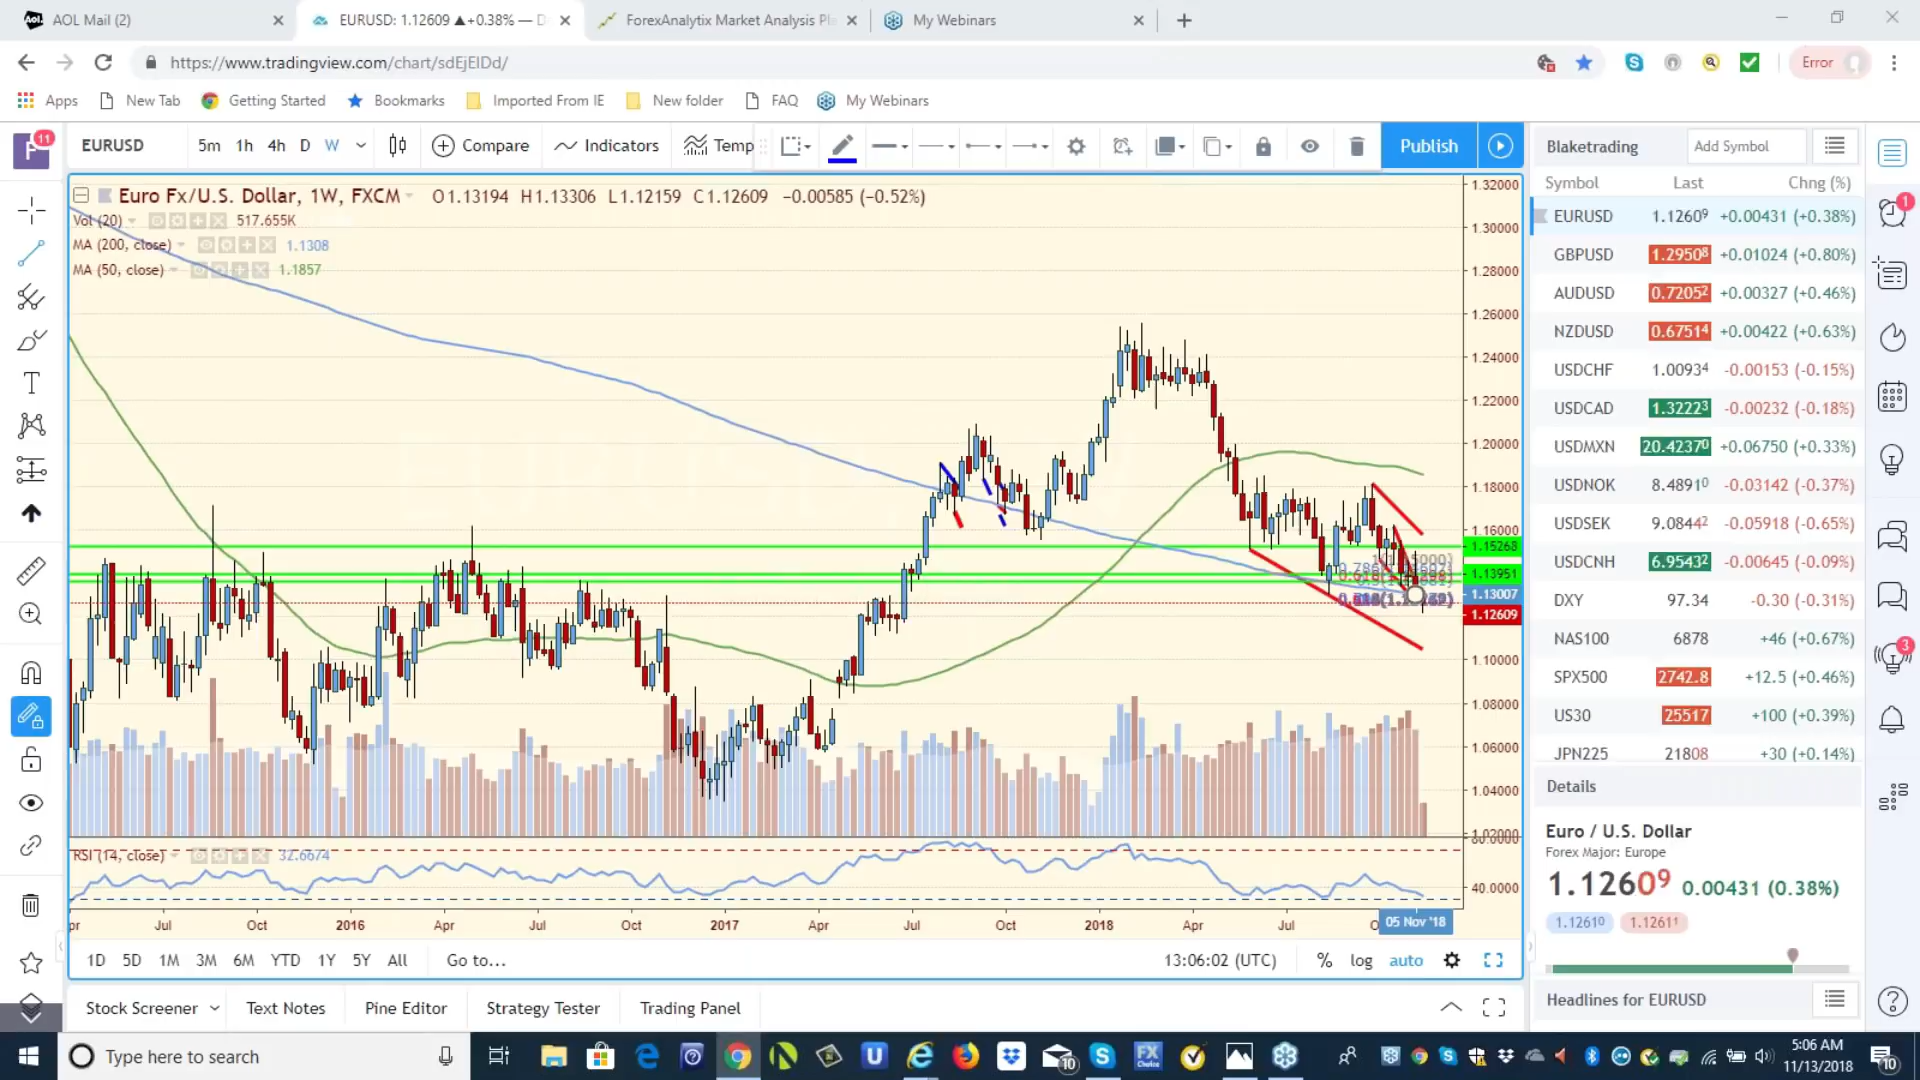 AOL Mail (2)
EURUSD: 1.12609 ▲+0.38% — D
ForexAnalytix Market Analysis Pl
My Webinars
https://www.tradingview.com/chart/sdEjEIDd/
Error
Apps
New Tab
Getting Started
Bookmarks
Imported From IE
New folder
FAQ
My Webinars
11
EURUSD
5m 1h 4h D W
Compare
Indicators
Temp
Publish
Blaketrading
Add Symbol
Euro Fx/U.S. Dollar, 1W, FXCM O1.13194 H1.13306 L1.12159 C1.12609 −0.00585 (−0.52%)
Vol (20) 517.655K
MA (200, close) 1.1308
MA (50, close) 1.1857
1.32000
1.30000
1.28000
1.26000
1.24000
1.22000
1.20000
1.18000
1.16000
1.15268
1.13951
1.13007
1.12609
1.10000
1.08000
1.06000
1.04000
1.02000
RSI (14, close) 32.6674
40.0000
Jul Oct 2016 Apr Jul Oct 2017 Apr Jul Oct 2018 Apr Jul
05 Nov '18
1D 5D 1M 3M 6M YTD 1Y 5Y All Go to...
13:06:02 (UTC) % log auto
Stock Screener Text Notes Pine Editor Strategy Tester Trading Panel
Symbol Last Chng (%)
EURUSD 1.12609 +0.00431 (+0.38%)
GBPUSD 1.29508 +0.01024 (+0.80%)
AUDUSD 0.72052 +0.00327 (+0.46%)
NZDUSD 0.67514 +0.00422 (+0.63%)
USDCHF 1.00934 -0.00153 (-0.15%)
USDCAD 1.32223 -0.00232 (-0.18%)
USDMXN 20.42370 +0.06750 (+0.33%)
USDNOK 8.48910 -0.03142 (-0.37%)
USDSEK 9.08442 -0.05918 (-0.65%)
USDCNH 6.95432 -0.00645 (-0.09%)
DXY 97.34 -0.30 (-0.31%)
NAS100 6878 +46 (+0.67%)
SPX500 2742.8 +12.5 (+0.46%)
US30 25517 +100 (+0.39%)
JPN225 21808 +30 (+0.14%)
Details
Euro / U.S. Dollar
Forex Major: Europe
1.12609 0.00431 (0.38%)
1.12610 1.12611
Headlines for EURUSD
1
3
Type here to search
10
FX
Choice
5:06 AM
11/13/2018
10